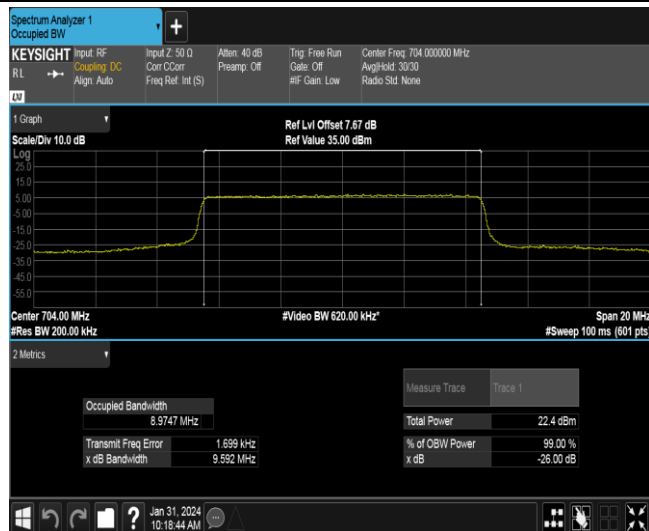 Spectrum Analyzer 1
Occupied BW
+
KEYSIGHT
RL
Input: RF
Coupling: DC
Align: Auto
Input Z: 50 Ω
Corr CCorr
Freq Ref: Int (S)
Atten: 40 dB
Preamp: Off
Trig: Free Run
Gate: Off
#IF Gain: Low
Center Freq: 704.000000 MHz
Avg|Hold: 30/30
Radio Std: None
1 Graph
Scale/Div 10.0 dB
Ref Lvl Offset 7.67 dB
Ref Value 35.00 dBm
Log
25.0
15.0
5.00
-5.00
-15.0
-25.0
-35.0
-45.0
-55.0
Center 704.00 MHz
#Res BW 200.00 kHz
#Video BW 620.00 kHz*
Span 20 MHz
#Sweep 100 ms (601 pts)
2 Metrics
Measure Trace Trace 1
Occupied Bandwidth
8.9747 MHz
Total Power 22.4 dBm
Transmit Freq Error 1.699 kHz
% of OBW Power 99.00 %
x dB Bandwidth 9.592 MHz
x dB -26.00 dB
?
Jan 31, 2024
10:18:44 AM